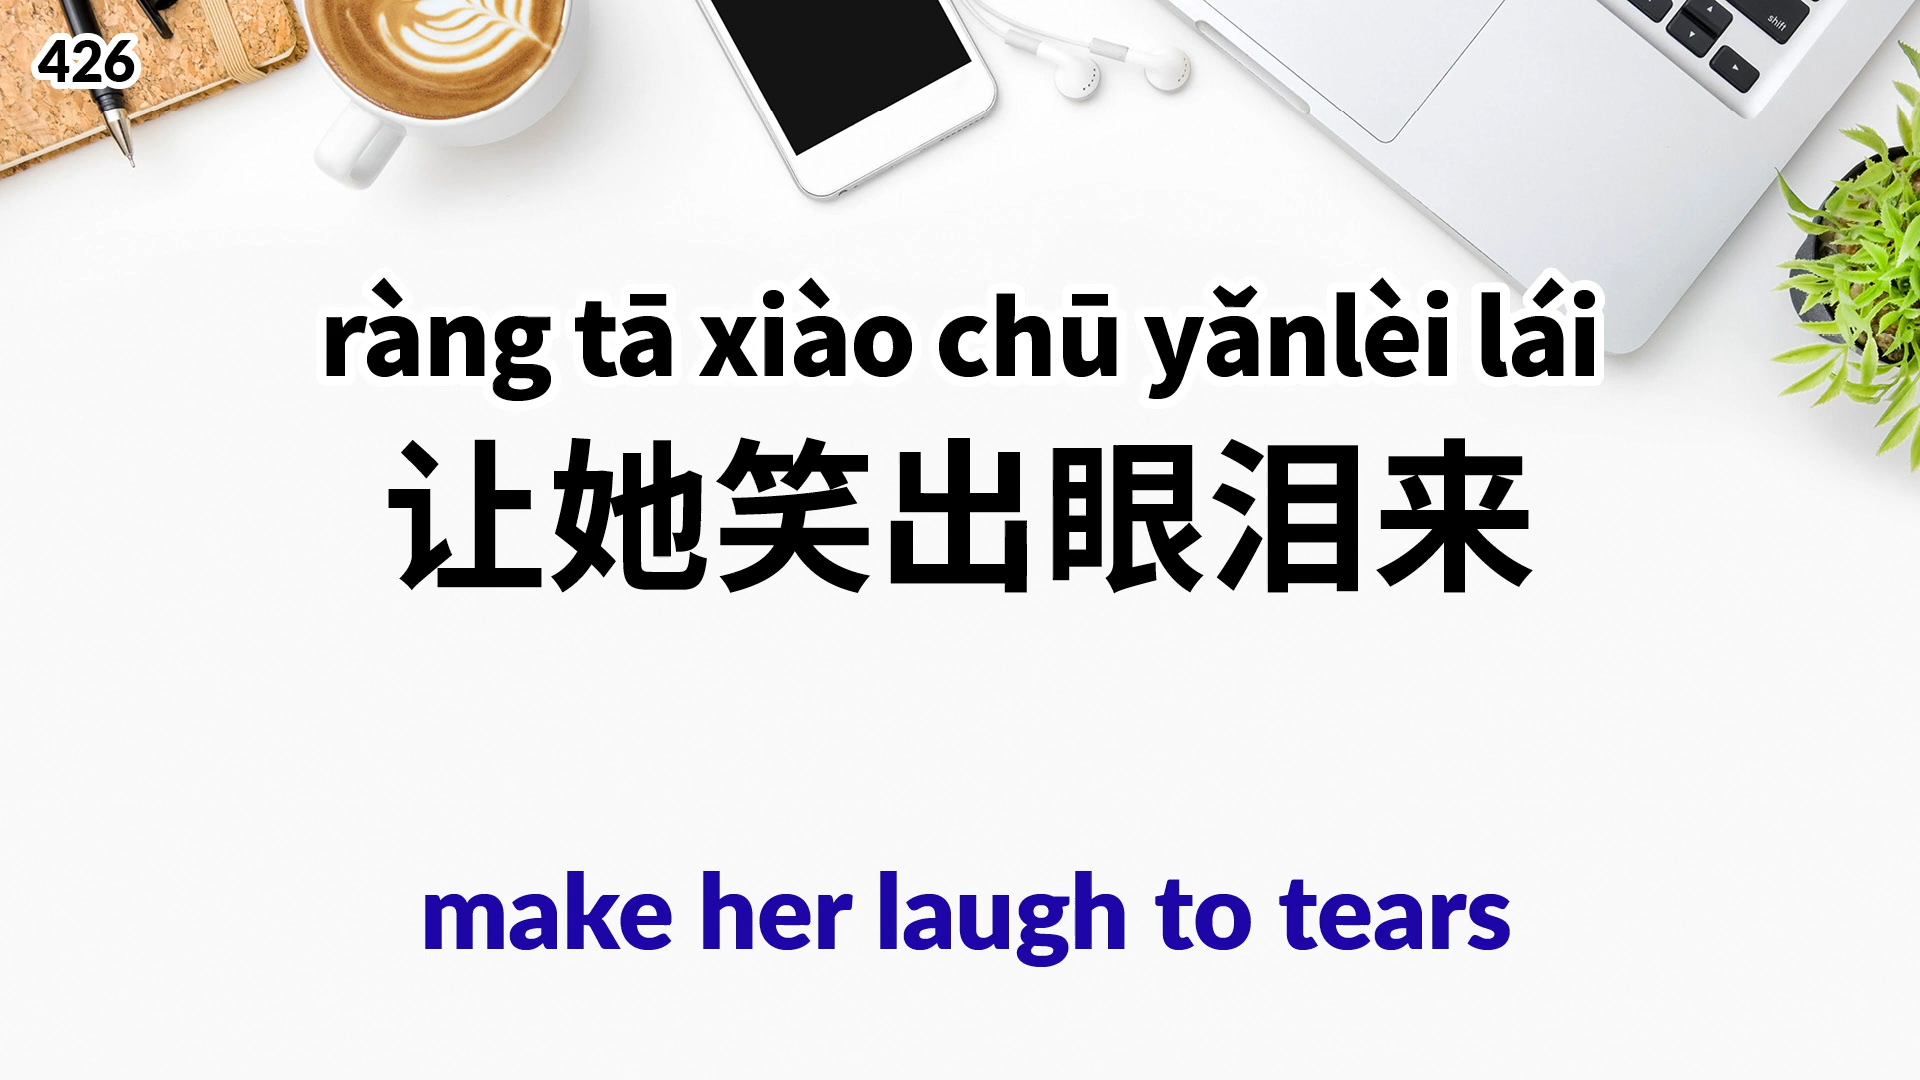 426
shift
ràng tā xiào chū yǎnlèi lái
让她笑出眼泪来
make her laugh to tears